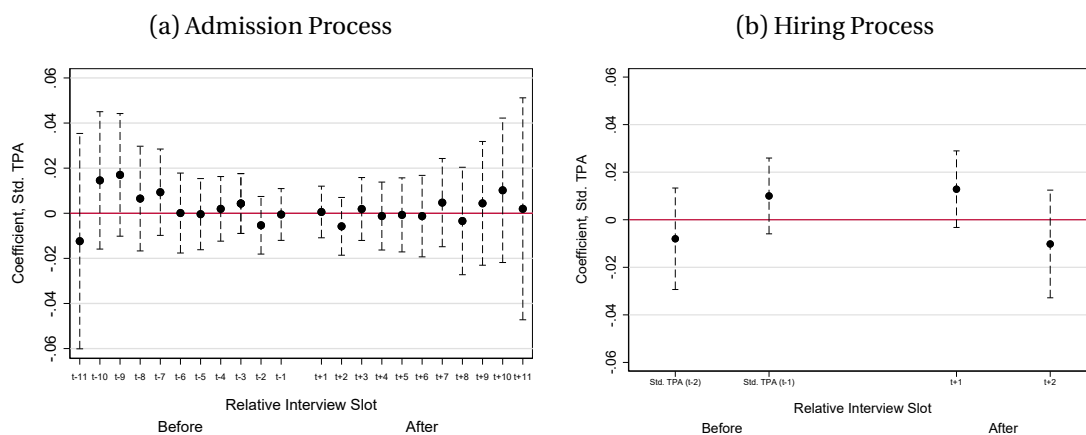 (a) Admission Process
.06
.04
.02
0
-.02
-.04
-.06
Coefficient, Std. TPA
t-11 t-10 t-9 t-8 t-7 t-6 t-5 t-4 t-3 t-2 t-1 t+1 t+2 t+3 t+4 t+5 t+6 t+7 t+8 t+9 t+10 t+11
Relative Interview Slot
Before After
(b) Hiring Process
.06
.04
.02
0
-.02
-.04
-.06
Coefficient, Std. TPA
Std. TPA (t-2) Std. TPA (t-1) t+1 t+2
Relative Interview Slot
Before After